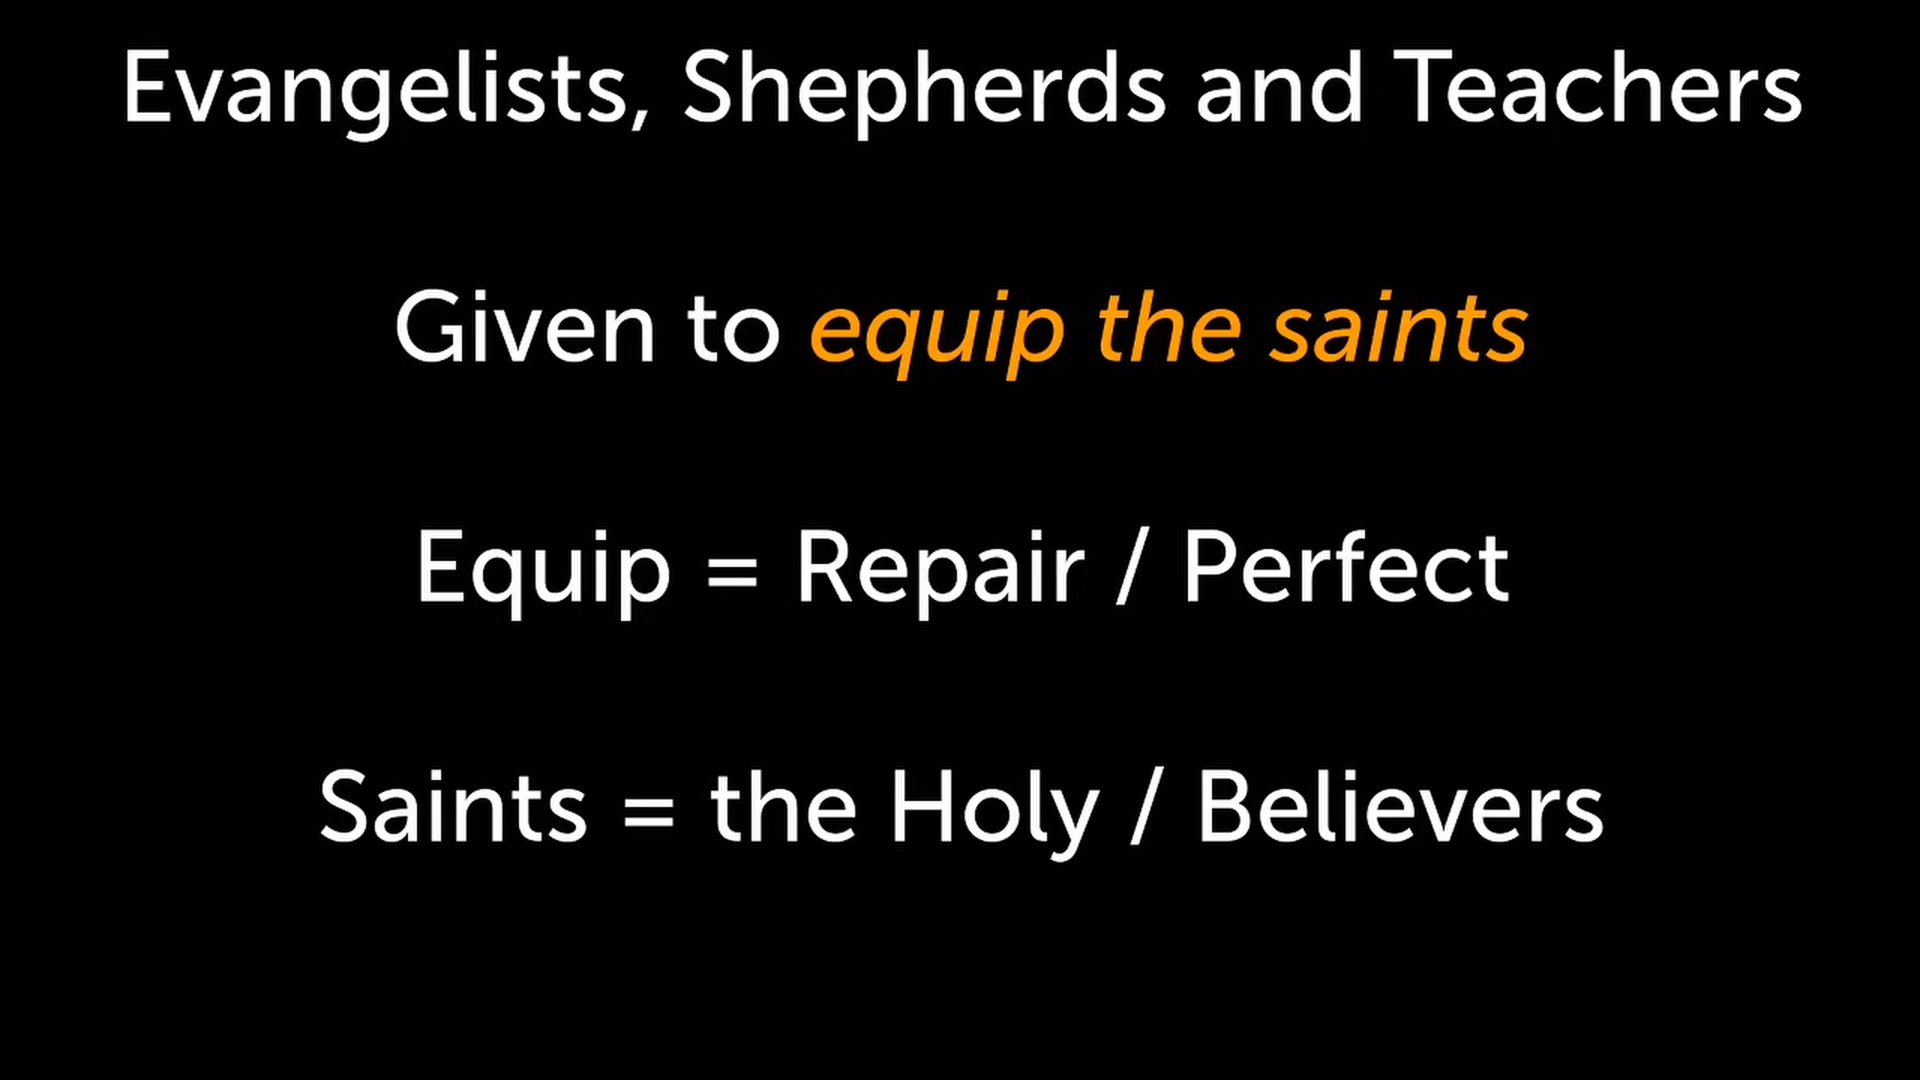 Evangelists, Shepherds and Teachers
Given to equip the saints
Equip = Repair / Perfect
Saints = the Holy / Believers